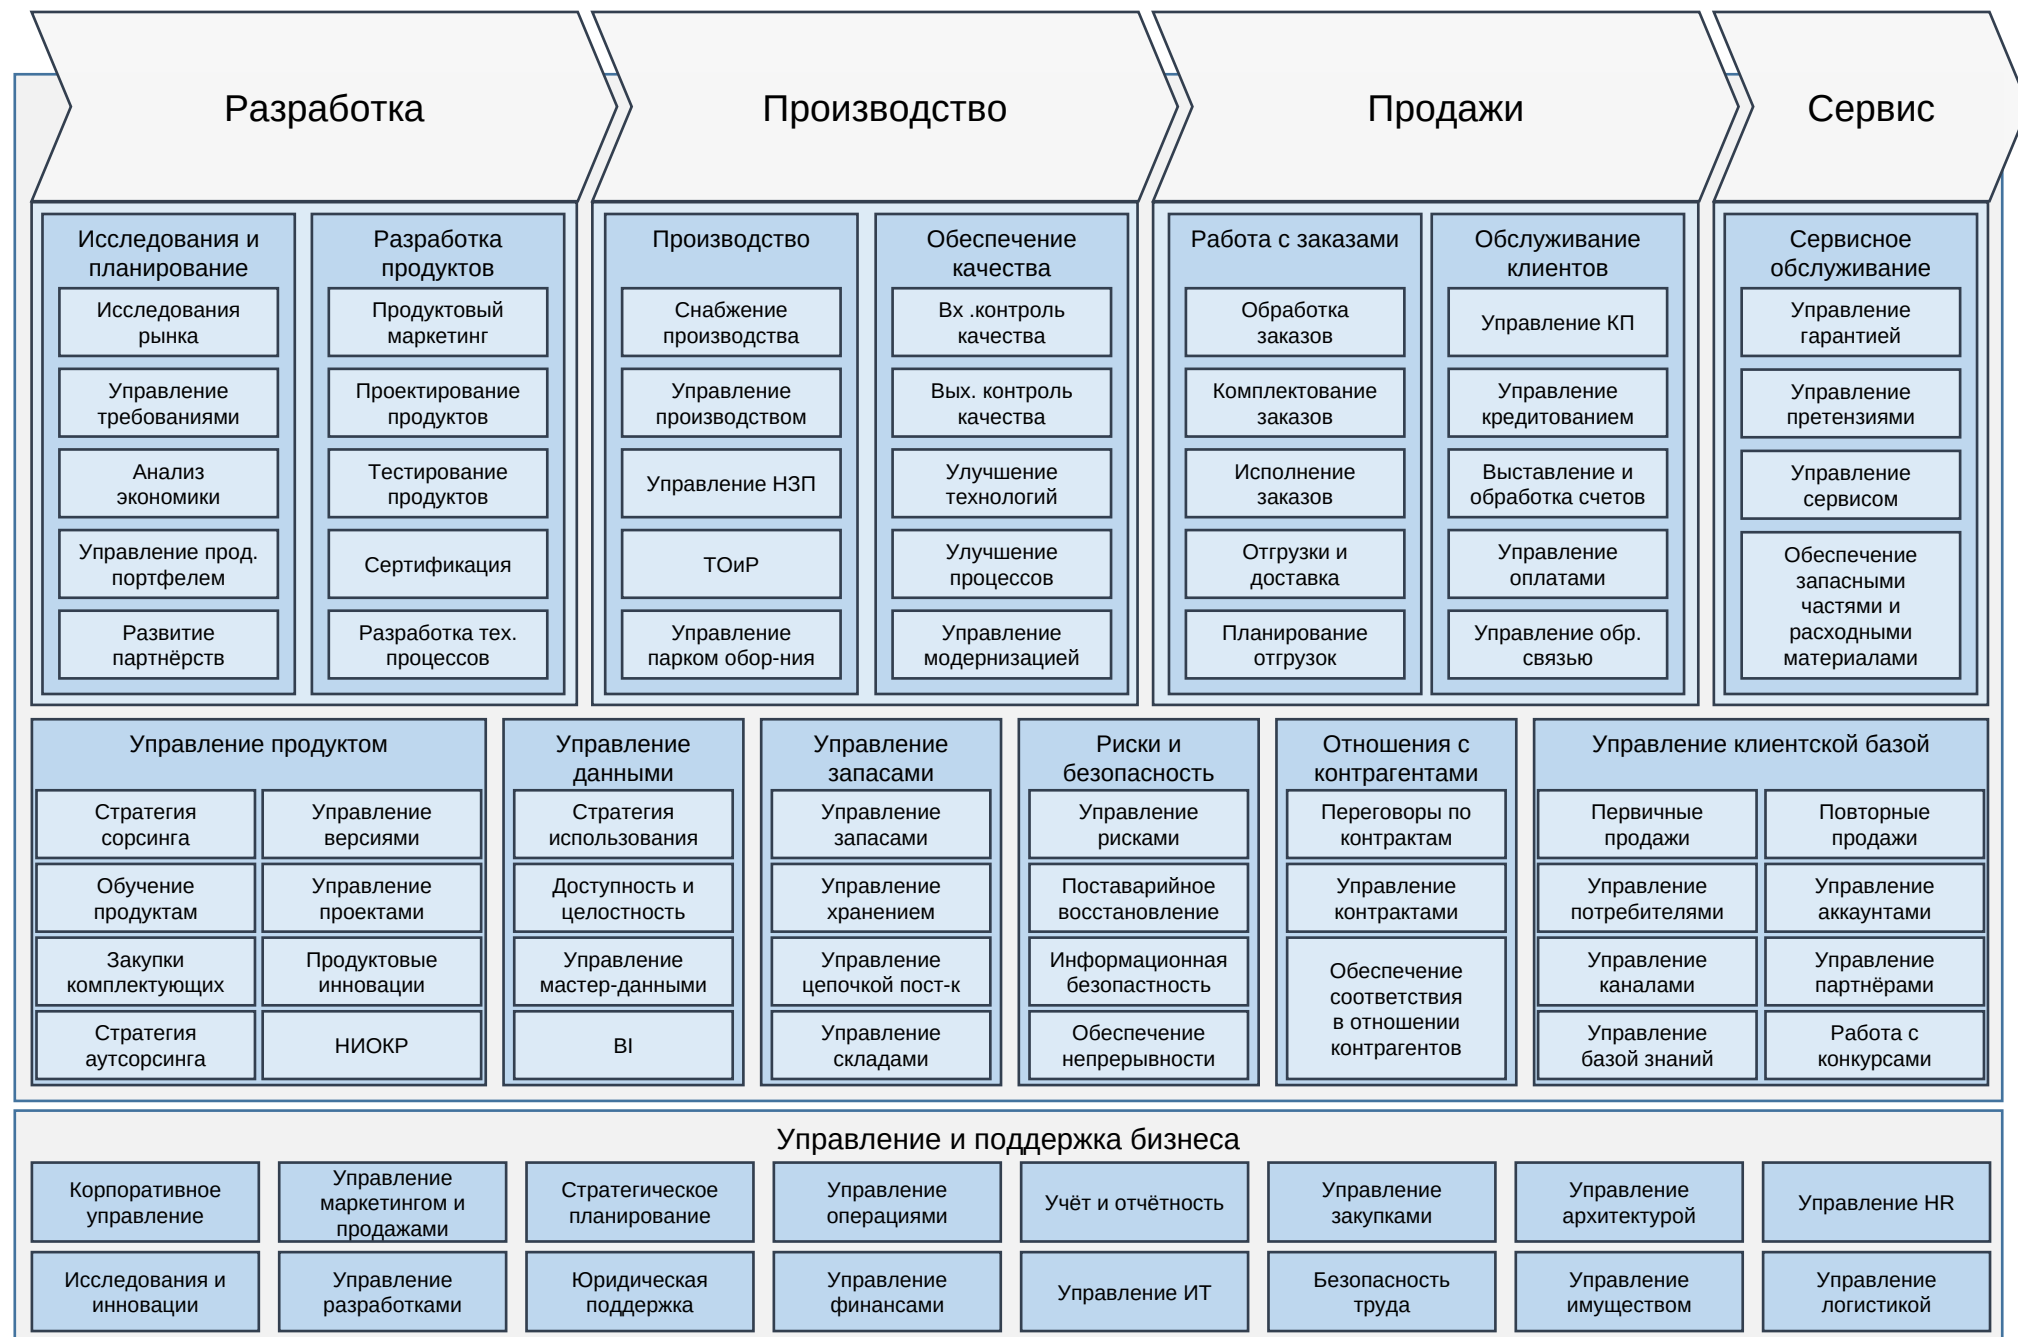 Разработка
Производство
Продажи
Сервис
Исследования и
планирование
Исследования
рынка
Управление
требованиями
Анализ
экономики
Управление прод.
портфелем
Развитие
партнёрств
Разработка
продуктов
Продуктовый
маркетинг
Проектирование
продуктов
Тестирование
продуктов
Сертификация
Разработка тех.
процессов
Производство
Снабжение
производства
Управление
производством
Управление НЗП
ТОиР
Управление
парком обор-ния
Обеспечение
качества
Вх .контроль
качества
Вых. контроль
качества
Улучшение
технологий
Улучшение
процессов
Управление
модернизацией
Работа с заказами
Обработка
заказов
Комплектование
заказов
Исполнение
заказов
Отгрузки и
доставка
Планирование
отгрузок
Обслуживание
клиентов
Управление КП
Управление
кредитованием
Выставление и
обработка счетов
Управление
оплатами
Управление обр.
связью
Сервисное
обслуживание
Управление
гарантией
Управление
претензиями
Управление
сервисом
Обеспечение
запасными
частями и
расходными
материалами
Управление продуктом
Стратегия
сорсинга
Управление
версиями
Обучение
продуктам
Управление
проектами
Закупки
комплектующих
Продуктовые
инновации
Стратегия
аутсорсинга
НИОКР
Управление
данными
Стратегия
использования
Доступность и
целостность
Управление
мастер-данными
BI
Управление
запасами
Управление
запасами
Управление
хранением
Управление
цепочкой пост-к
Управление
складами
Риски и
безопасность
Управление
рисками
Поставарийное
восстановление
Информационная
безопастность
Обеспечение
непрерывности
Отношения с
контрагентами
Переговоры по
контрактам
Управление
контрактами
Обеспечение
соответствия
в отношении
контрагентов
Управление клиентской базой
Первичные
продажи
Повторные
продажи
Управление
потребителями
Управление
аккаунтами
Управление
каналами
Управление
партнёрами
Управление
базой знаний
Работа с
конкурсами
Управление и поддержка бизнеса
Корпоративное
управление
Управление
маркетингом и
продажами
Стратегическое
планирование
Управление
операциями
Учёт и отчётность
Управление
закупками
Управление
архитектурой
Управление HR
Исследования и
инновации
Управление
разработками
Юридическая
поддержка
Управление
финансами
Управление ИТ
Безопасность
труда
Управление
имуществом
Управление
логистикой